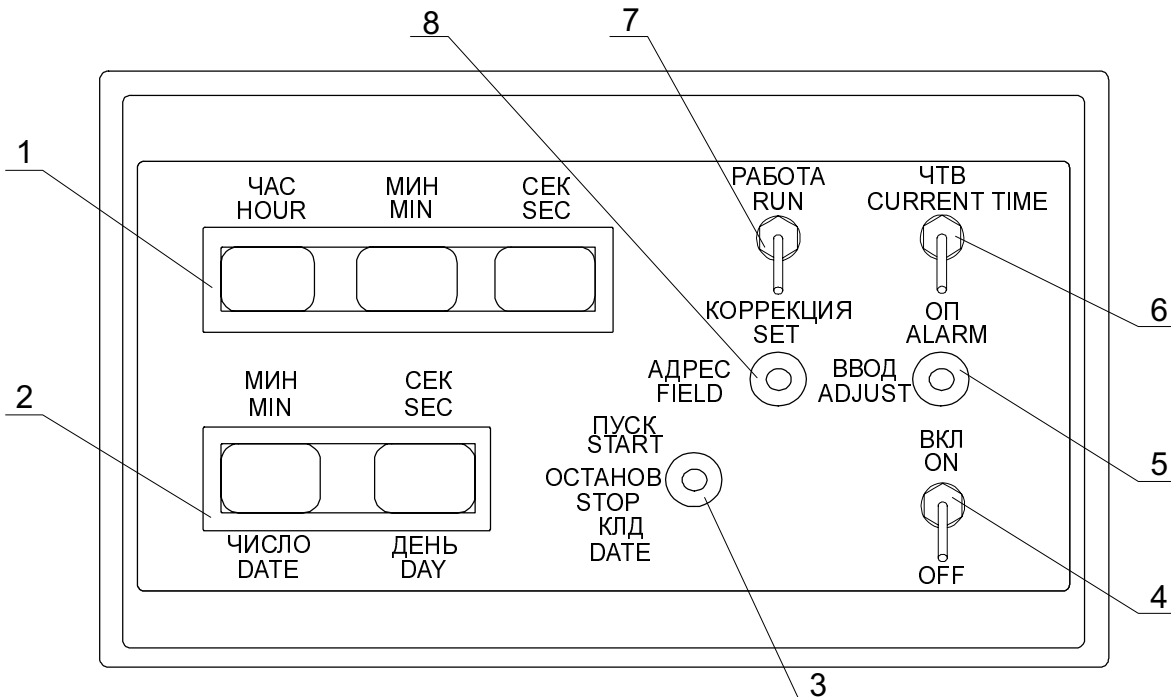 8
7
1
ЧАС
HOUR
МИН
MIN
СЕК
SEC
РАБОТА
RUN
ЧТВ
CURRENT TIME
КОРРЕКЦИЯ
SET
ОП
ALARM
6
2
МИН
MIN
СЕК
SEC
АДРЕС
FIELD
ВВОД
ADJUST
ПУСК
START
ОСТАНОВ
STOP
КЛД
DATE
ВКЛ
ON
5
ЧИСЛО
DATE
ДЕНЬ
DAY
OFF
4
3